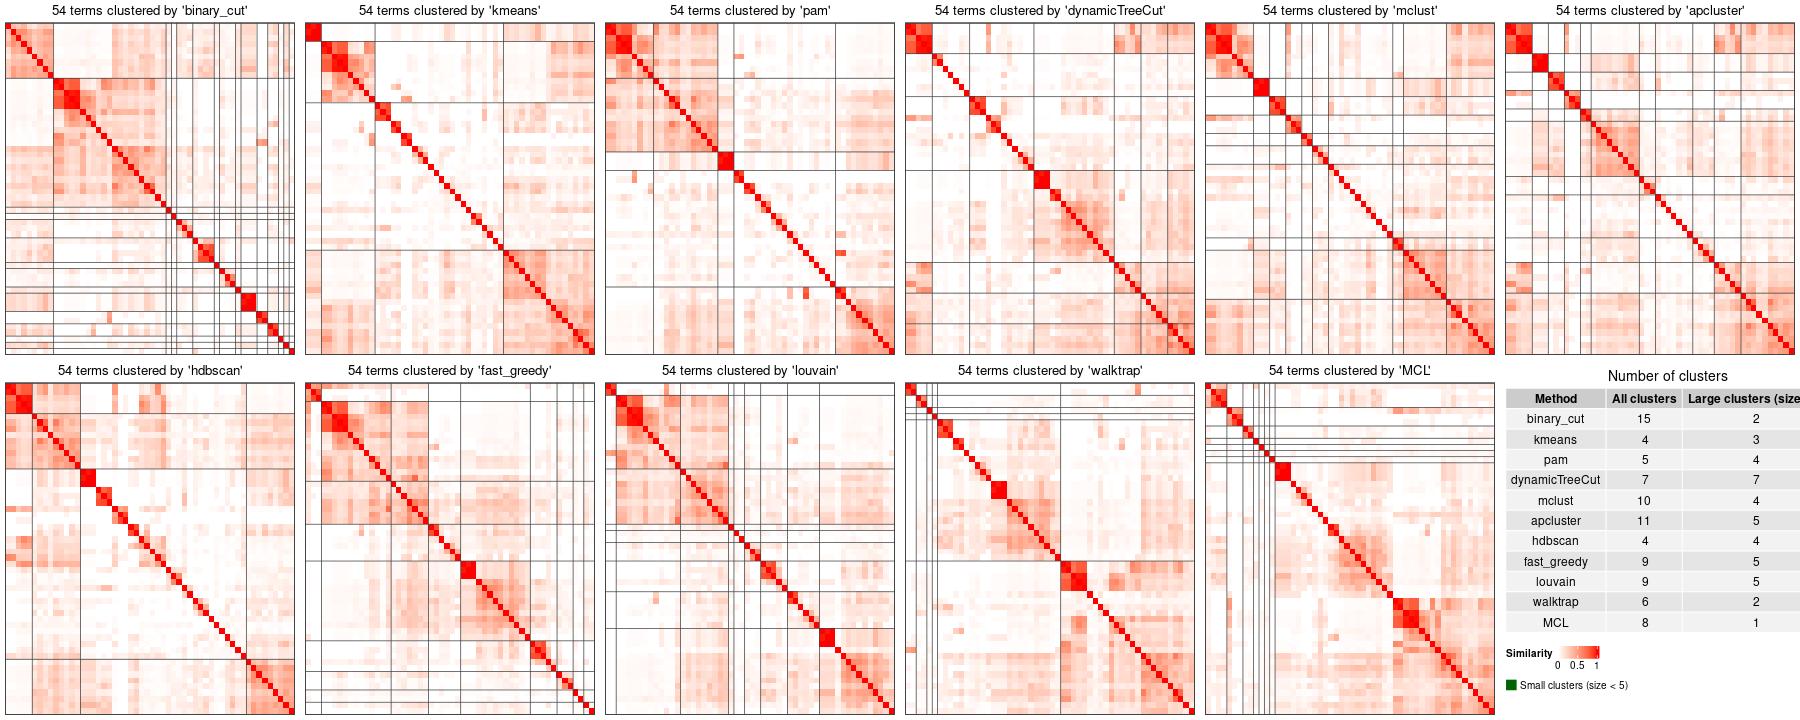 54 terms clustered by 'binary_cut'
54 terms clustered by 'kmeans'
54 terms clustered by 'pam'
54 terms clustered by 'dynamicTreeCut'
54 terms clustered by 'mclust'
54 terms clustered by 'apcluster'
54 terms clustered by 'hdbscan'
54 terms clustered by 'fast_greedy'
54 terms clustered by 'louvain'
54 terms clustered by 'walktrap'
54 terms clustered by 'MCL'
Number of clusters
Method All clusters Large clusters (size
binary_cut 15 2
kmeans 4 3
pam 5 4
dynamicTreeCut 7 7
mclust 10 4
apcluster 11 5
hdbscan 4 4
fast_greedy 9 5
louvain 9 5
walktrap 6 2
MCL 8 1
Similarity
0 0.5 1
Small clusters (size < 5)